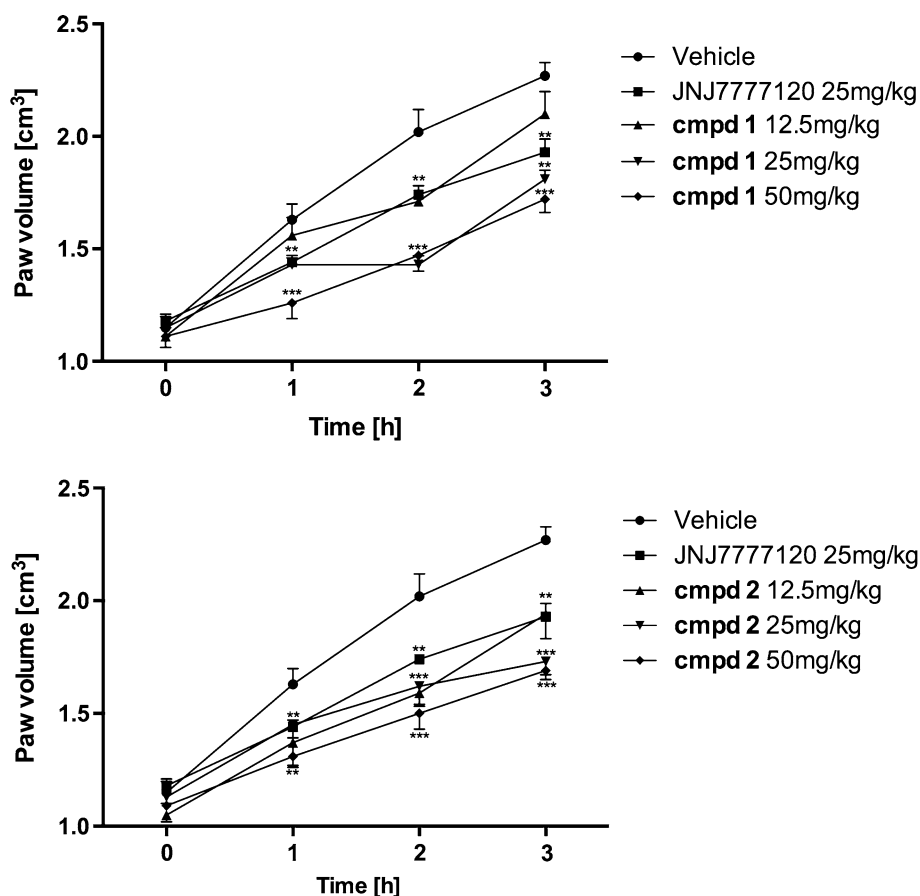 2.5
2.0
1.5
1.0
Paw volume [cm³]
0 1 2 3
Time [h]
**
***
**
***
**
**
***
Vehicle
JNJ7777120 25mg/kg
cmpd 1 12.5mg/kg
cmpd 1 25mg/kg
cmpd 1 50mg/kg
2.5
2.0
1.5
1.0
Paw volume [cm³]
0 1 2 3
Time [h]
**
**
**
***
***
**
***
***
Vehicle
JNJ7777120 25mg/kg
cmpd 2 12.5mg/kg
cmpd 2 25mg/kg
cmpd 2 50mg/kg